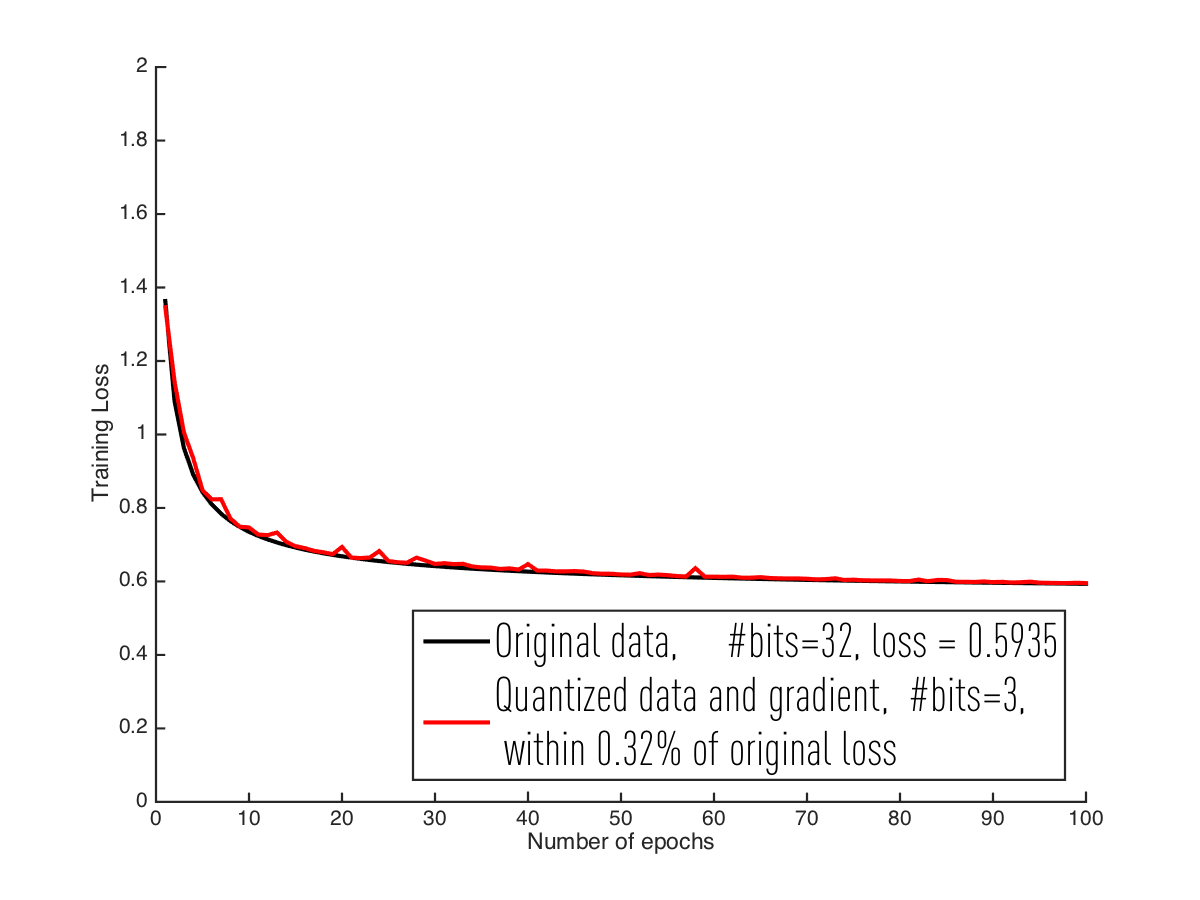 2
1.8
1.6
1.4
1.2
1
0.8
0.6
0.4
0.2
0
Training Loss
Original data, #bits=32, loss = 0.5935
Quantized data and gradient, #bits=3,
within 0.32% of original loss
0 10 20 30 40 50 60 70 80 90 100
Number of epochs